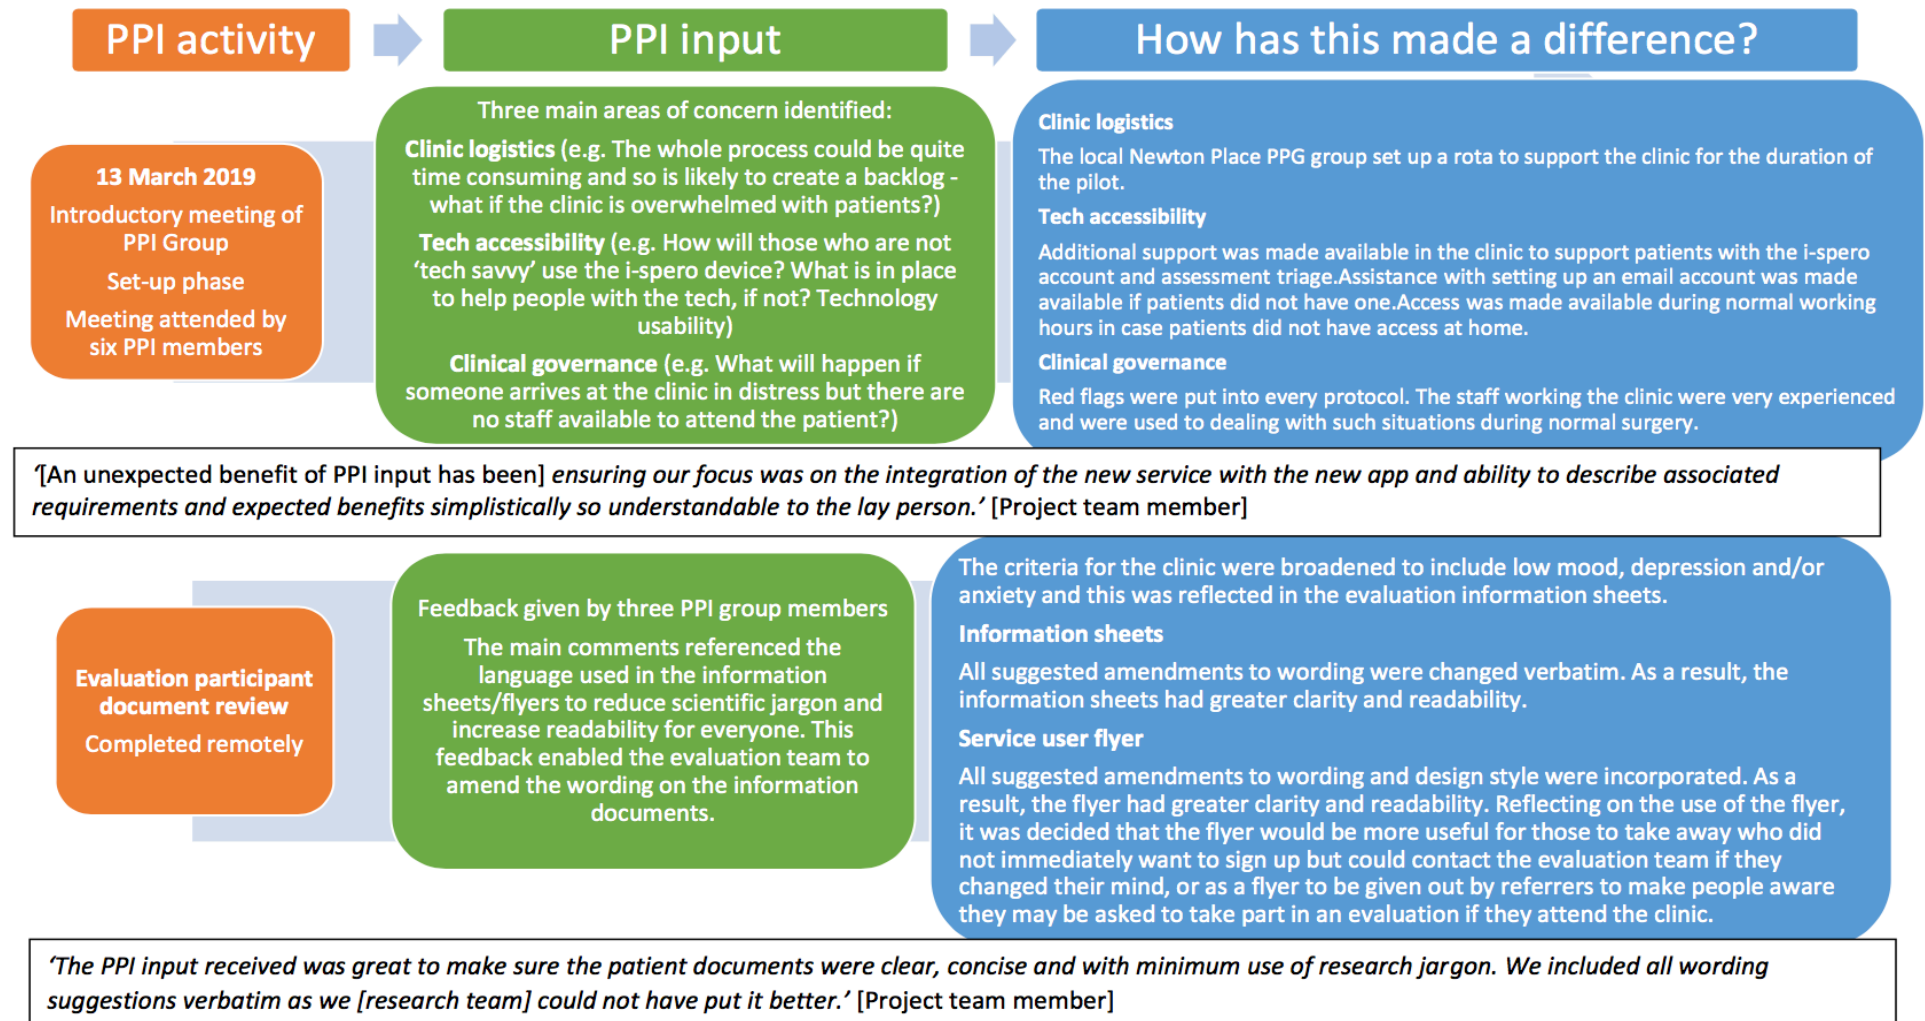 PPI activity
PPI input
How has this made a difference?
13 March 2019
Introductory meeting of
PPI Group
Set-up phase
Meeting attended by
six PPI members
Three main areas of concern identified:
Clinic logistics (e.g. The whole process could be quite
time consuming and so is likely to create a backlog -
what if the clinic is overwhelmed with patients?)
Tech accessibility (e.g. How will those who are not
‘tech savvy’ use the i-spero device? What is in place
to help people with the tech, if not? Technology
usability)
Clinical governance (e.g. What will happen if
someone arrives at the clinic in distress but there are
no staff available to attend the patient?)
Clinic logistics
The local Newton Place PPG group set up a rota to support the clinic for the duration of
the pilot.
Tech accessibility
Additional support was made available in the clinic to support patients with the i-spero
account and assessment triage.Assistance with setting up an email account was made
available if patients did not have one.Access was made available during normal working
hours in case patients did not have access at home.
Clinical governance
Red flags were put into every protocol. The staff working the clinic were very experienced
and were used to dealing with such situations during normal surgery.
‘[An unexpected benefit of PPI input has been] ensuring our focus was on the integration of the new service with the new app and ability to describe associated
requirements and expected benefits simplistically so understandable to the lay person.’ [Project team member]
Evaluation participant
document review
Completed remotely
Feedback given by three PPI group members
The main comments referenced the
language used in the information
sheets/flyers to reduce scientific jargon and
increase readability for everyone. This
feedback enabled the evaluation team to
amend the wording on the information
documents.
The criteria for the clinic were broadened to include low mood, depression and/or
anxiety and this was reflected in the evaluation information sheets.
Information sheets
All suggested amendments to wording were changed verbatim. As a result, the
information sheets had greater clarity and readability.
Service user flyer
All suggested amendments to wording and design style were incorporated. As a
result, the flyer had greater clarity and readability. Reflecting on the use of the flyer,
it was decided that the flyer would be more useful for those to take away who did
not immediately want to sign up but could contact the evaluation team if they
changed their mind, or as a flyer to be given out by referrers to make people aware
they may be asked to take part in an evaluation if they attend the clinic.
‘The PPI input received was great to make sure the patient documents were clear, concise and with minimum use of research jargon. We included all wording
suggestions verbatim as we [research team] could not have put it better.’ [Project team member]